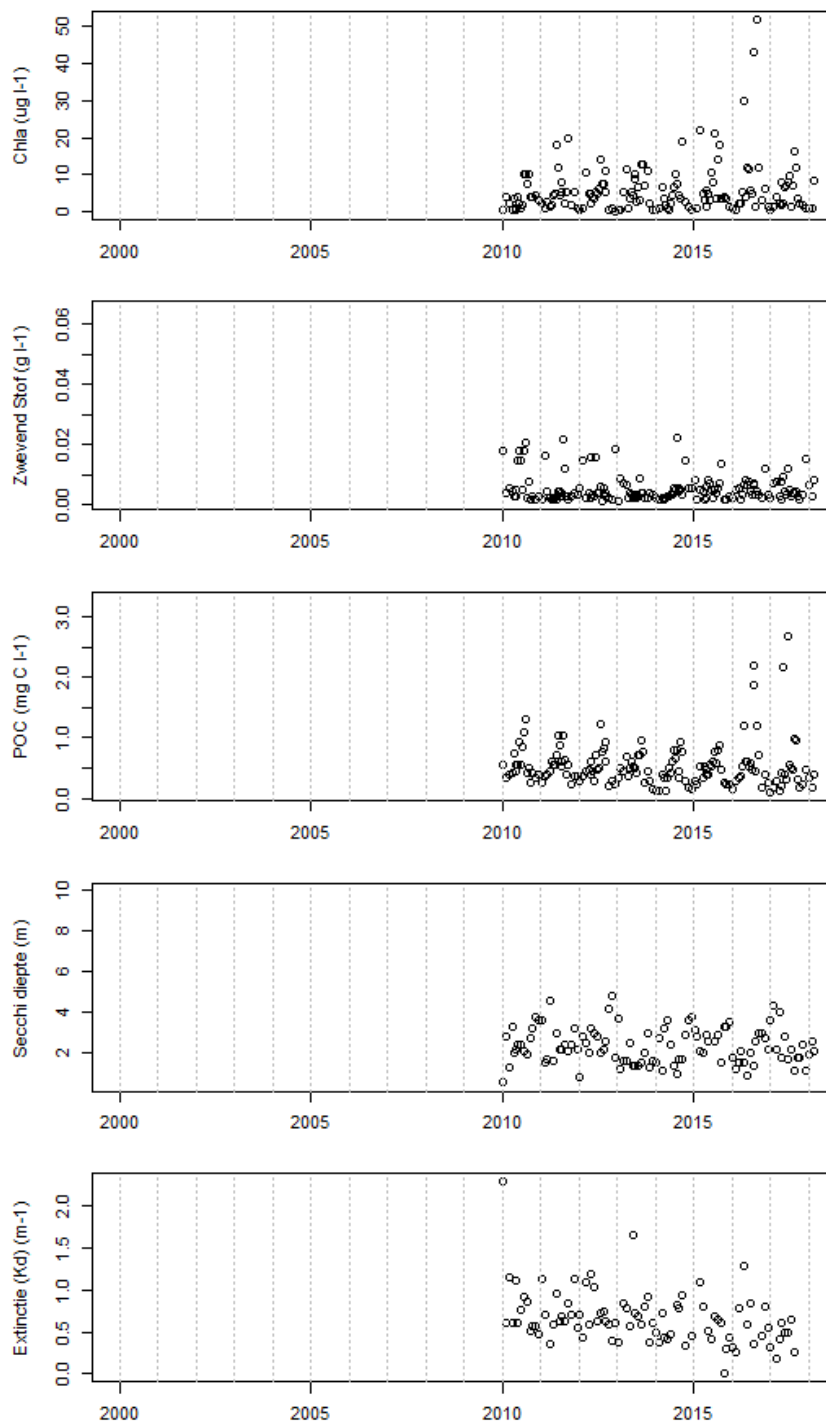 Chla (ug l-1)
0 10 20 30 40 50
2000 2005 2010 2015
Zwevend Stof (g l-1)
0.00 0.02 0.04 0.06
2000 2005 2010 2015
POC (mg C l-1)
0.0 1.0 2.0 3.0
2000 2005 2010 2015
Secchi diepte (m)
2 4 6 8 10
2000 2005 2010 2015
Extinctie (Kd) (m-1)
0.0 0.5 1.0 1.5 2.0
2000 2005 2010 2015